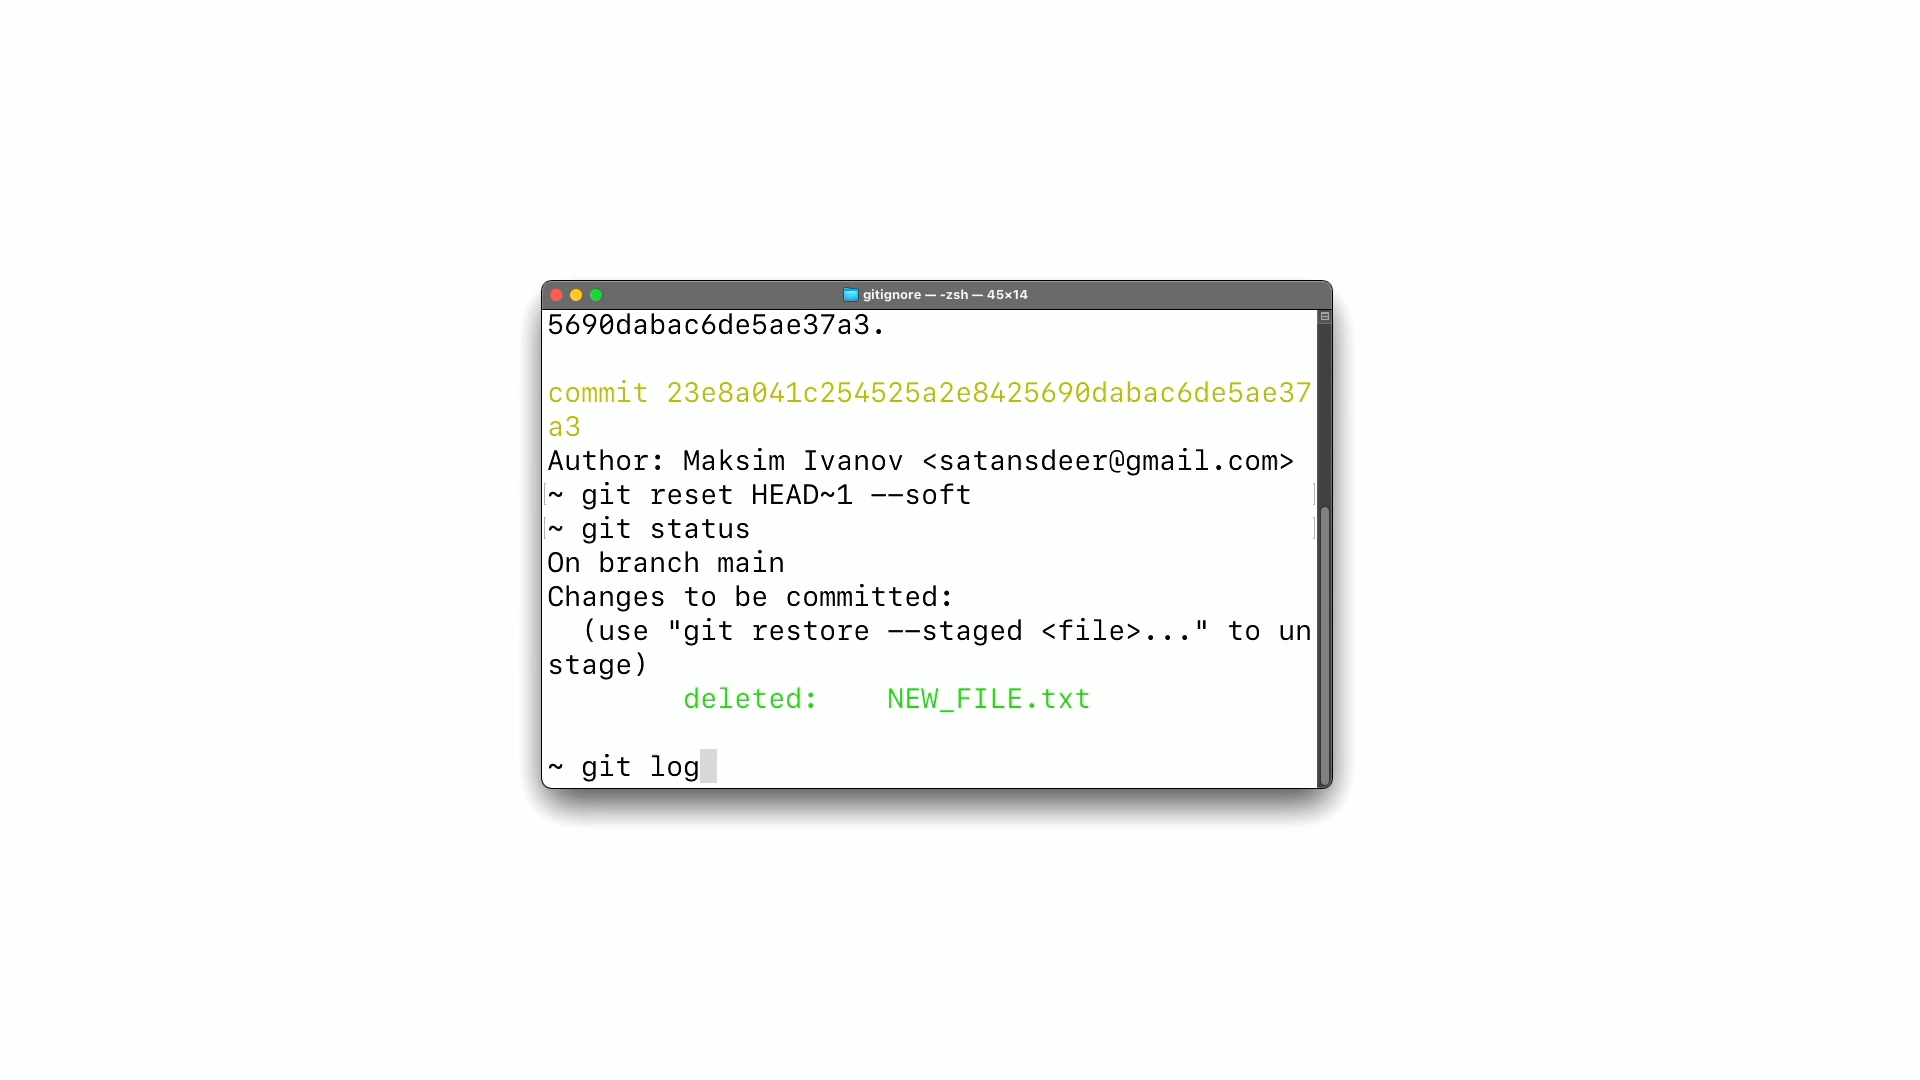 gitignore — -zsh — 45×14
5690dabac6de5ae37a3.
commit 23e8a041c254525a2e8425690dabac6de5ae37
a3
Author: Maksim Ivanov <satansdeer@gmail.com>
~ git reset HEAD~1 --soft
~ git status
On branch main
Changes to be committed:
  (use "git restore --staged <file>..." to un
stage)
        deleted:    NEW_FILE.txt
~ git log